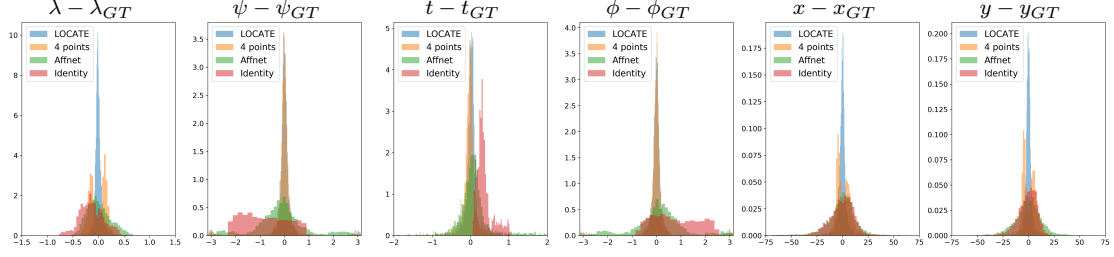 λ − λGT
LOCATE
4 points
Affnet
Identity
10
8
6
4
2
0
−1.5 −1.0 −0.5 0.0 0.5 1.0 1.5
ψ − ψGT
LOCATE
4 points
Affnet
Identity
3.5
3.0
2.5
2.0
1.5
1.0
0.5
0.0
−3 −2 −1 0 1 2 3
t − tGT
LOCATE
4 points
Affnet
Identity
5
4
3
2
1
0
−2 −1 0 1 2
ϕ − ϕGT
LOCATE
4 points
Affnet
Identity
4.0
3.5
3.0
2.5
2.0
1.5
1.0
0.5
0.0
−3 −2 −1 0 1 2 3
x − xGT
LOCATE
4 points
Affnet
Identity
0.175
0.150
0.125
0.100
0.075
0.050
0.025
0.000
−75 −50 −25 0 25 50 75
y − yGT
LOCATE
4 points
Affnet
Identity
0.200
0.175
0.150
0.125
0.100
0.075
0.050
0.025
0.000
−75 −50 −25 0 25 50 75